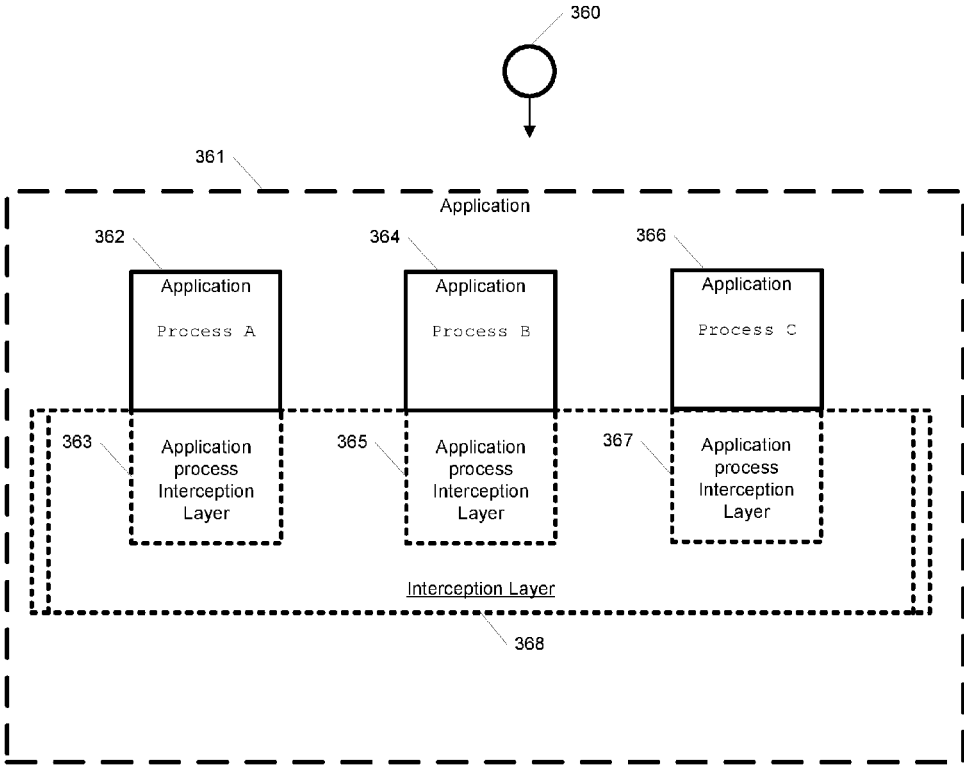 360
361
Application
362
364
366
Application
Process A
Application
Process B
Application
Process C
363
365
367
Application
process
Interception
Layer
Application
process
Interception
Layer
Application
process
Interception
Layer
Interception Layer
368